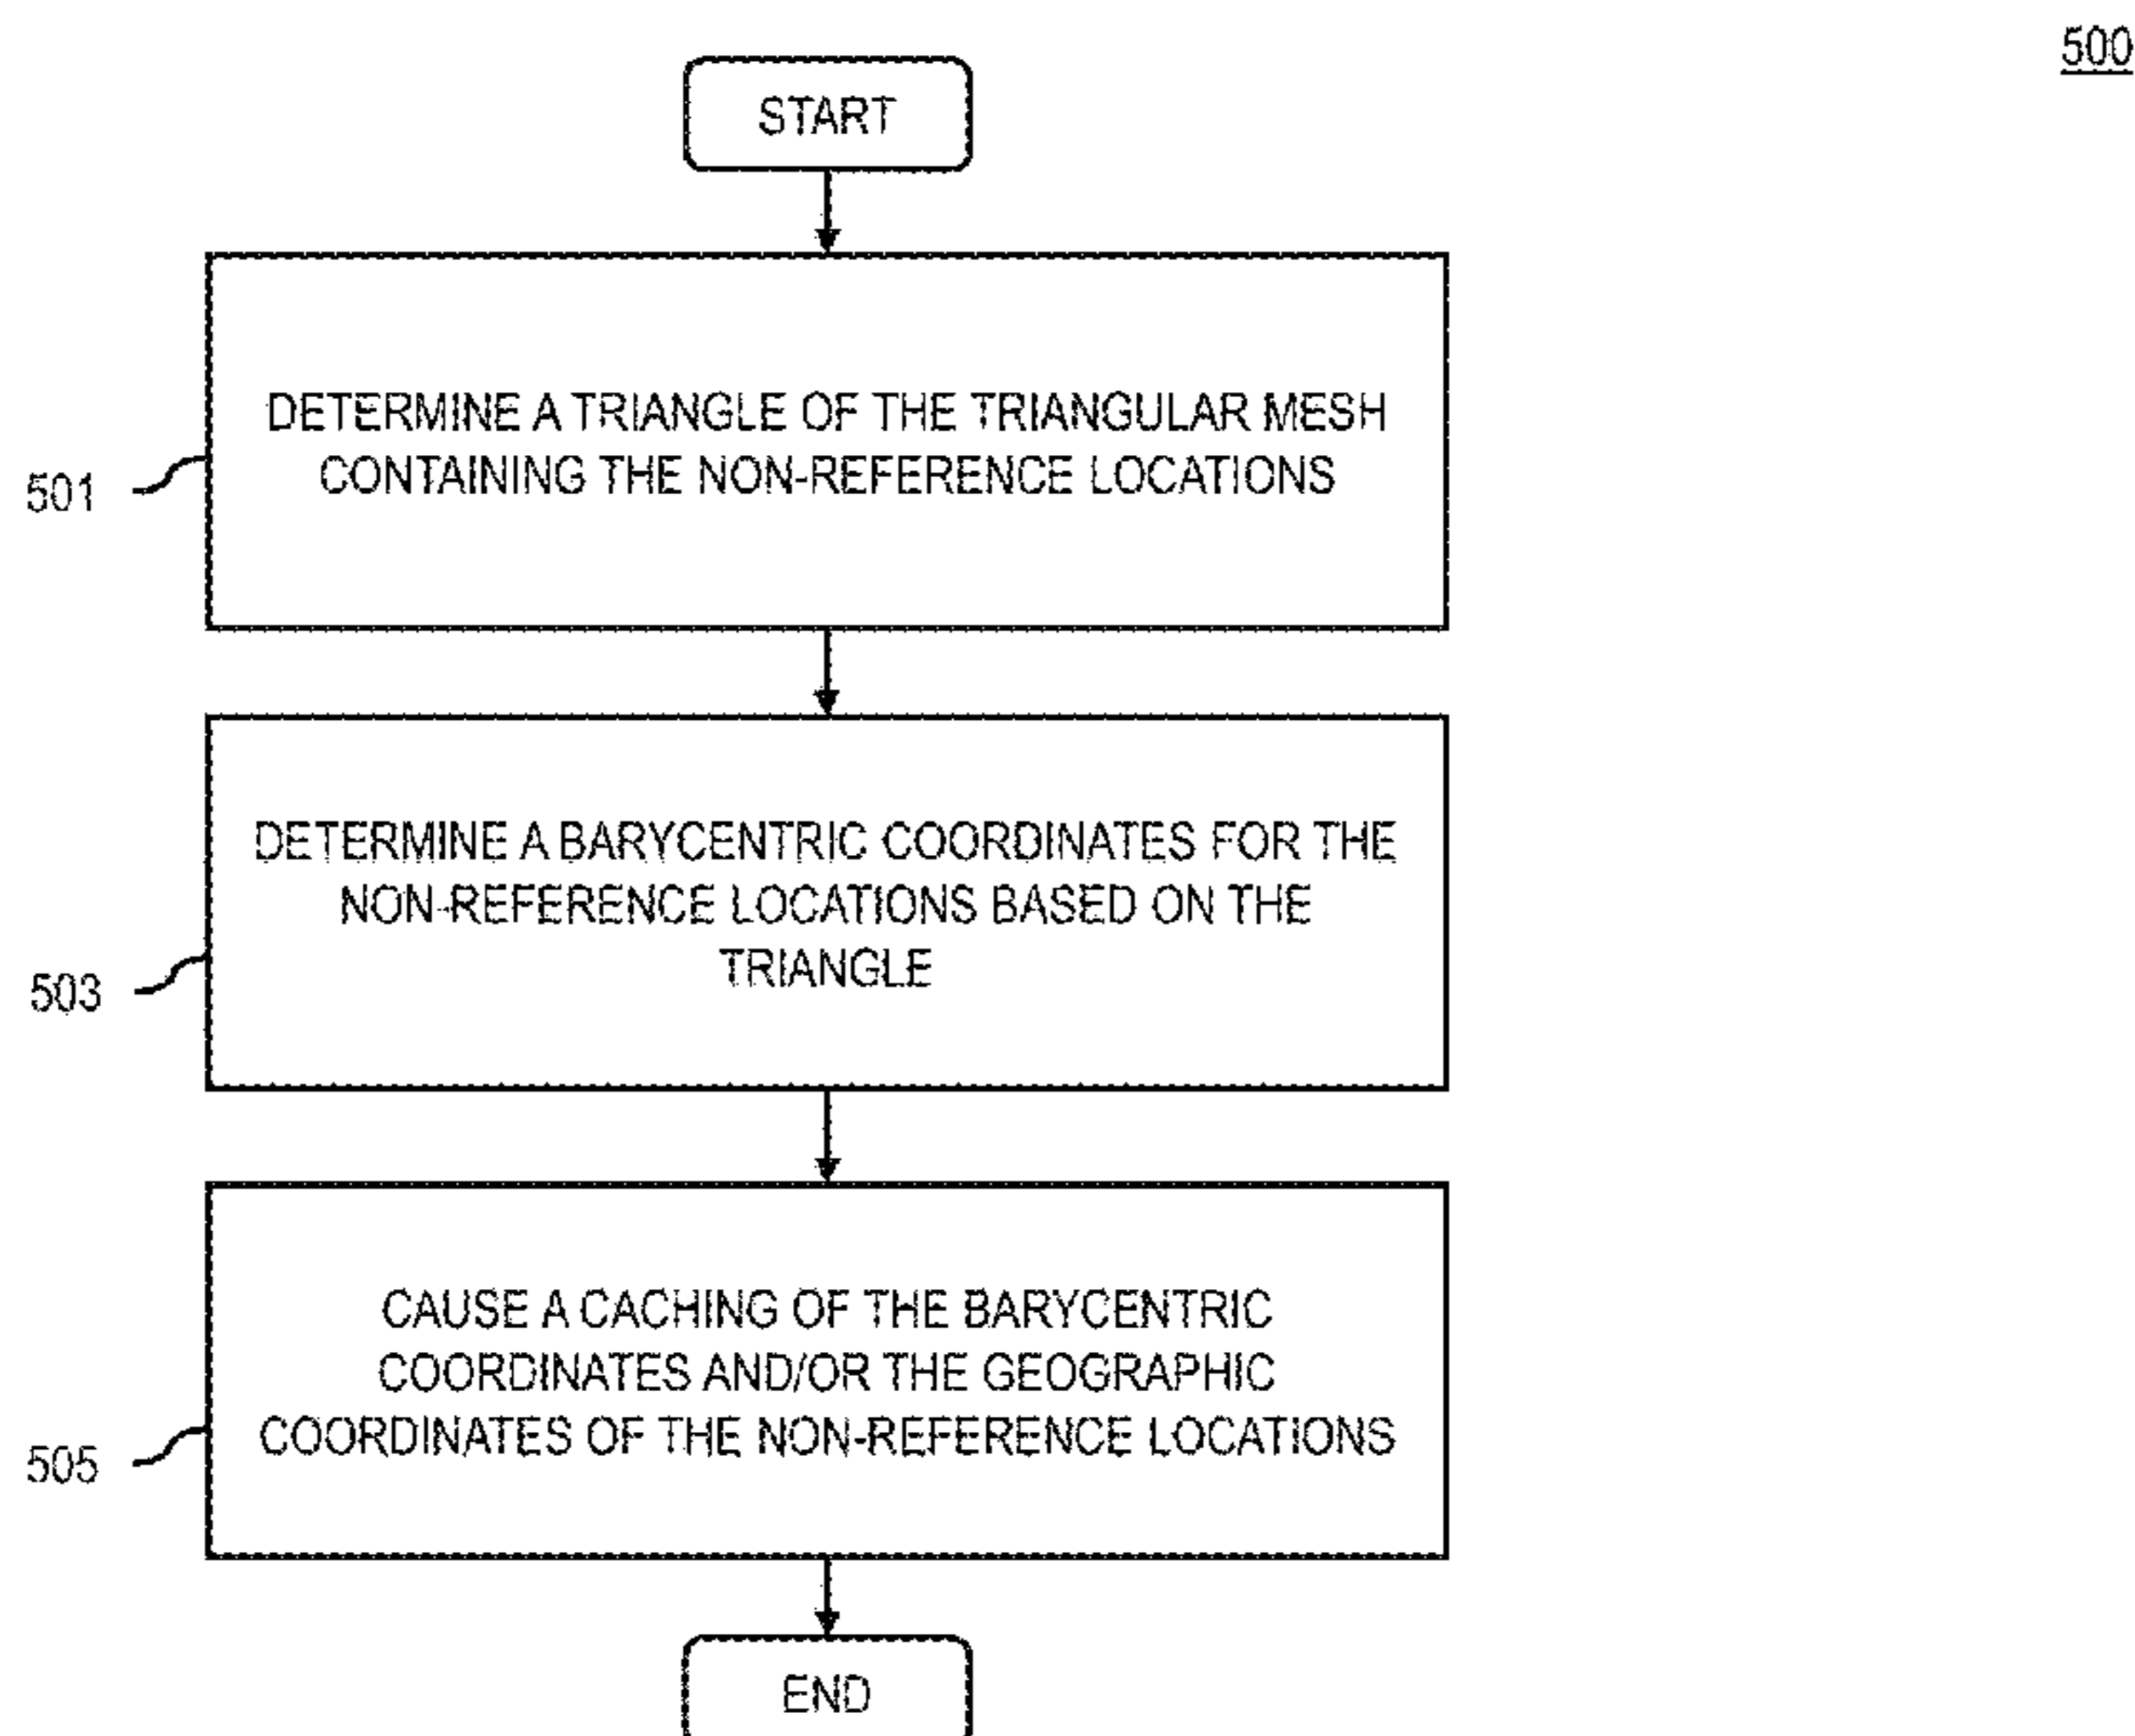 500
START
DETERMINE A TRIANGLE OF THE TRIANGULAR MESH
CONTAINING THE NON-REFERENCE LOCATIONS
501
DETERMINE A BARYCENTRIC COORDINATES FOR THE
NON-REFERENCE LOCATIONS BASED ON THE
TRIANGLE
503
CAUSE A CACHING OF THE BARYCENTRIC
COORDINATES AND/OR THE GEOGRAPHIC
COORDINATES OF THE NON-REFERENCE LOCATIONS
505
END